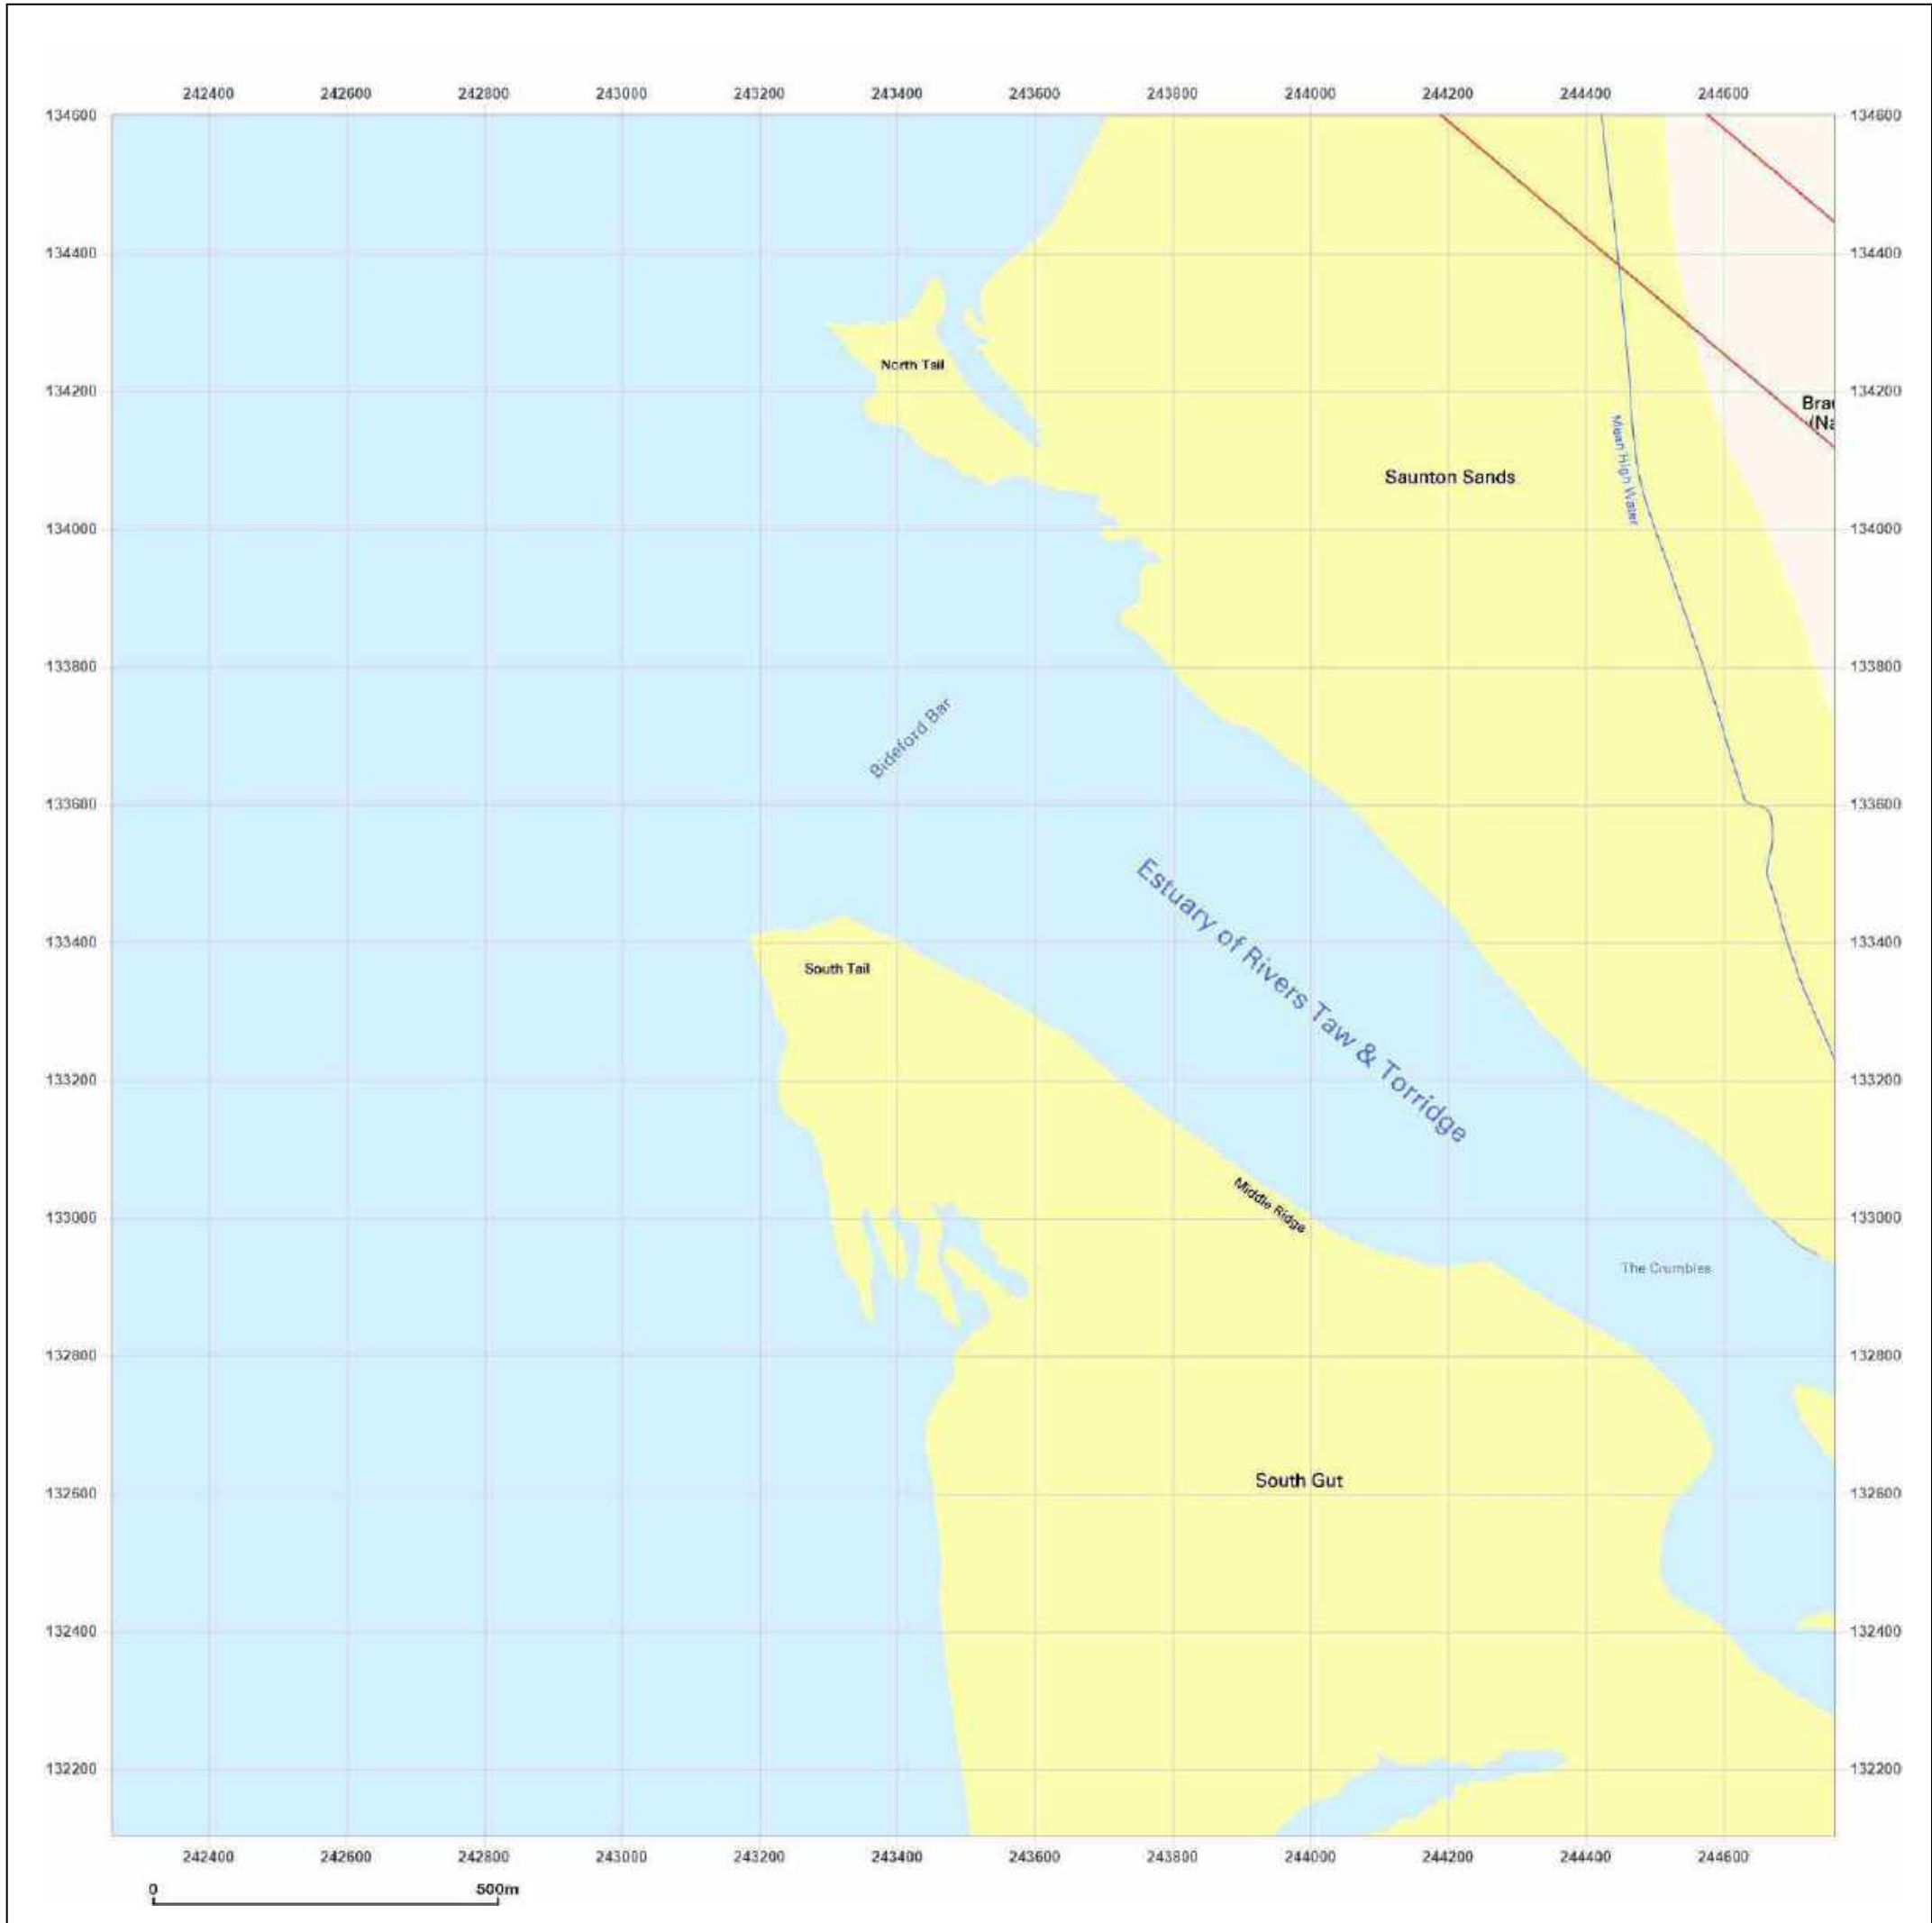 242400 242600 242800 243000 243200 243400 243600 243800 244000 244200 244400 244600
134600 134600
134400 134400
North Tail
134200 134200
Brau
(Na
Saunton Sands
Mean High Water
134000 134000
133800 133800
Bideford Bar
133600 133600
Estuary of Rivers Taw & Torridge
133400 133400
South Tail
133200 133200
Middle Ridge
133000 133000
The Crumbles
132800 132800
South Gut
132600 132600
132400 132400
132200 132200
242400 242600 242800 243000 243200 243400 243600 243800 244000 244200 244400 244600
0 500m